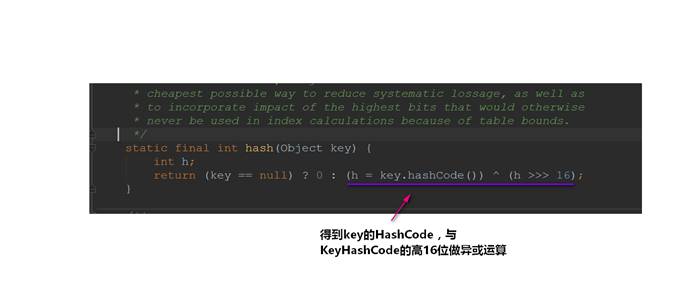 * cheapest possible way to reduce systematic lossage, as well as
* to incorporate impact of the highest bits that would otherwise
* never be used in index calculations because of table bounds.
*/
static final int hash(Object key) {
int h;
return (key == null) ? 0 : (h = key.hashCode()) ^ (h >>> 16);
}
得到key的HashCode，与
KeyHashCode的高16位做异或运算